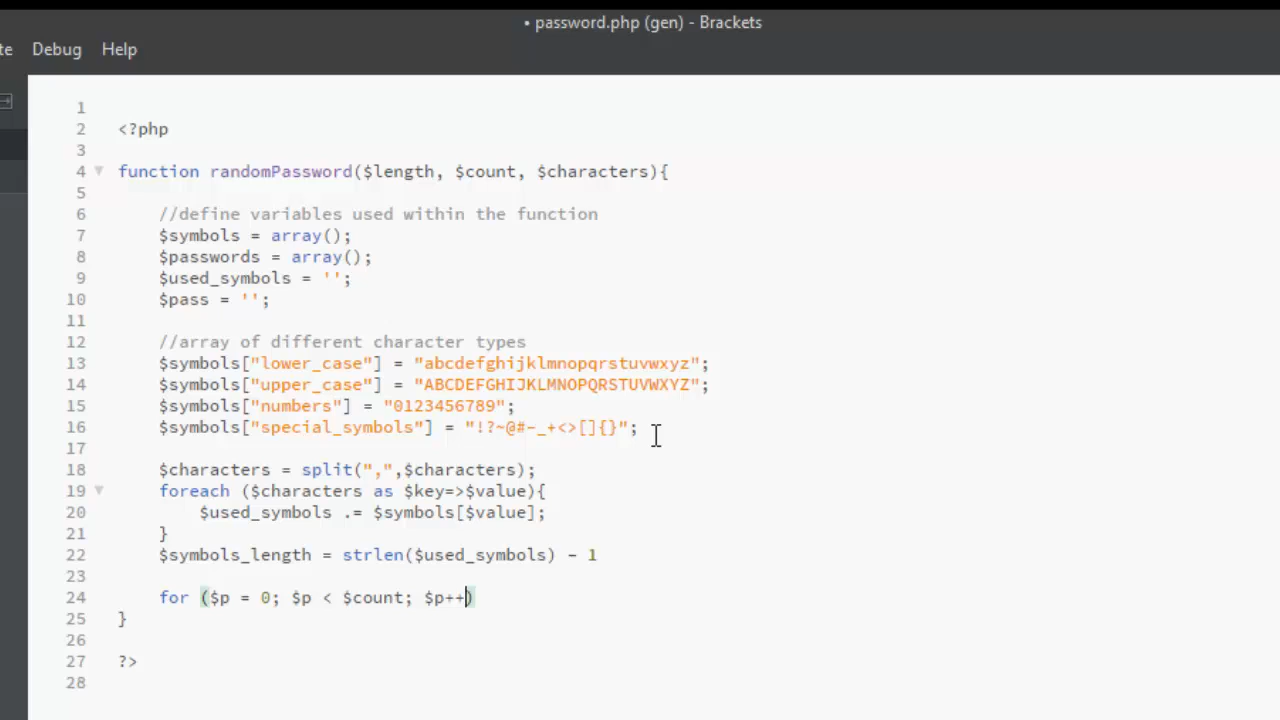 • password.php (gen) - Brackets
te Debug Help
1
2 <?php
3
4 function randomPassword($length, $count, $characters){
5
6 //define variables used within the function
7 $symbols = array();
8 $passwords = array();
9 $used_symbols = '';
10 $pass = '';
11
12 //array of different character types
13 $symbols["lower_case"] = "abcdefghijklmnopqrstuvwxyz";
14 $symbols["upper_case"] = "ABCDEFGHIJKLMNOPQRSTUVWXYZ";
15 $symbols["numbers"] = "0123456789";
16 $symbols["special_symbols"] = "!?~@#-_+<>[]{}";
17
18 $characters = split(",",$characters);
19 foreach ($characters as $key=>$value){
20 $used_symbols .= $symbols[$value];
21 }
22 $symbols_length = strlen($used_symbols) - 1
23
24 for ($p = 0; $p < $count; $p++)
25 }
26
27 ?>
28